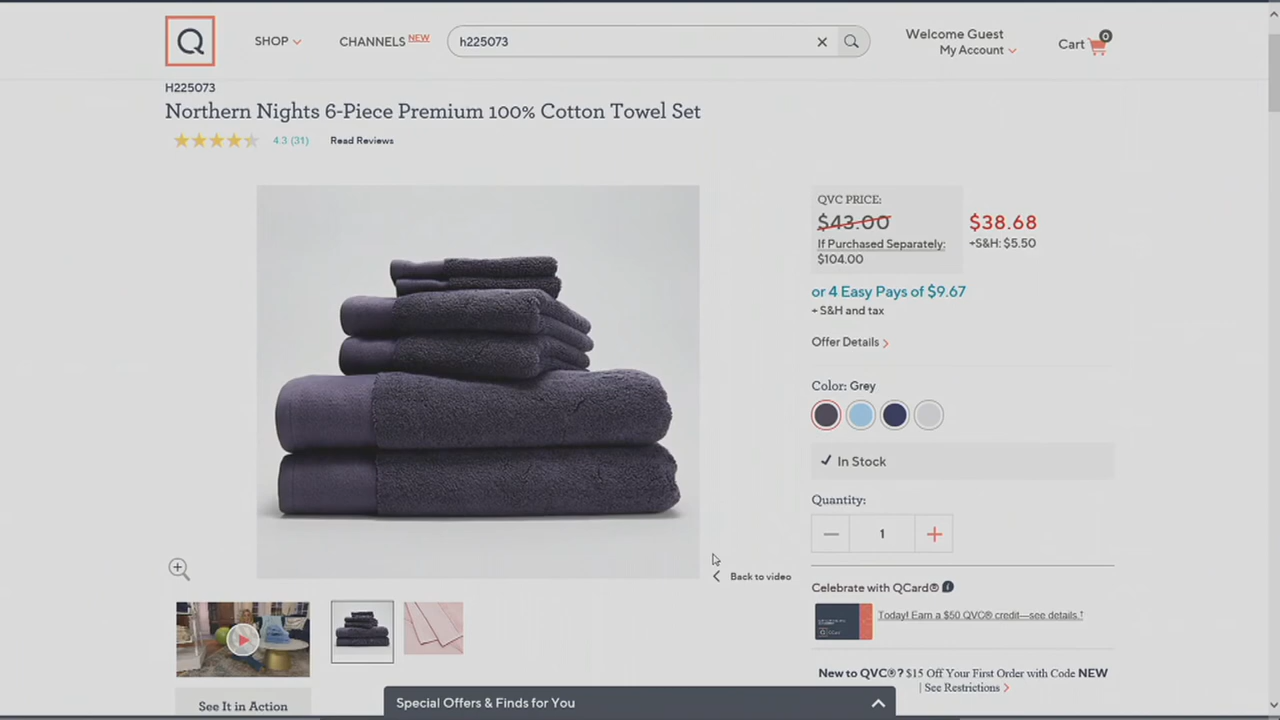 Q
SHOP
CHANNELS NEW
h225073
Welcome Guest
My Account
Cart 0
H225073
Northern Nights 6-Piece Premium 100% Cotton Towel Set
4.3 (31) Read Reviews
QVC PRICE:
$43.00
If Purchased Separately:
$104.00
$38.68
+S&H: $5.50
or 4 Easy Pays of $9.67
+ S&H and tax
Offer Details
Color: Grey
In Stock
Quantity:
1
Back to video
Celebrate with QCard®
Today! Earn a $50 QVC® credit—see details.†
New to QVC®? $15 Off Your First Order with Code NEW
| See Restrictions
See It in Action
Special Offers & Finds for You